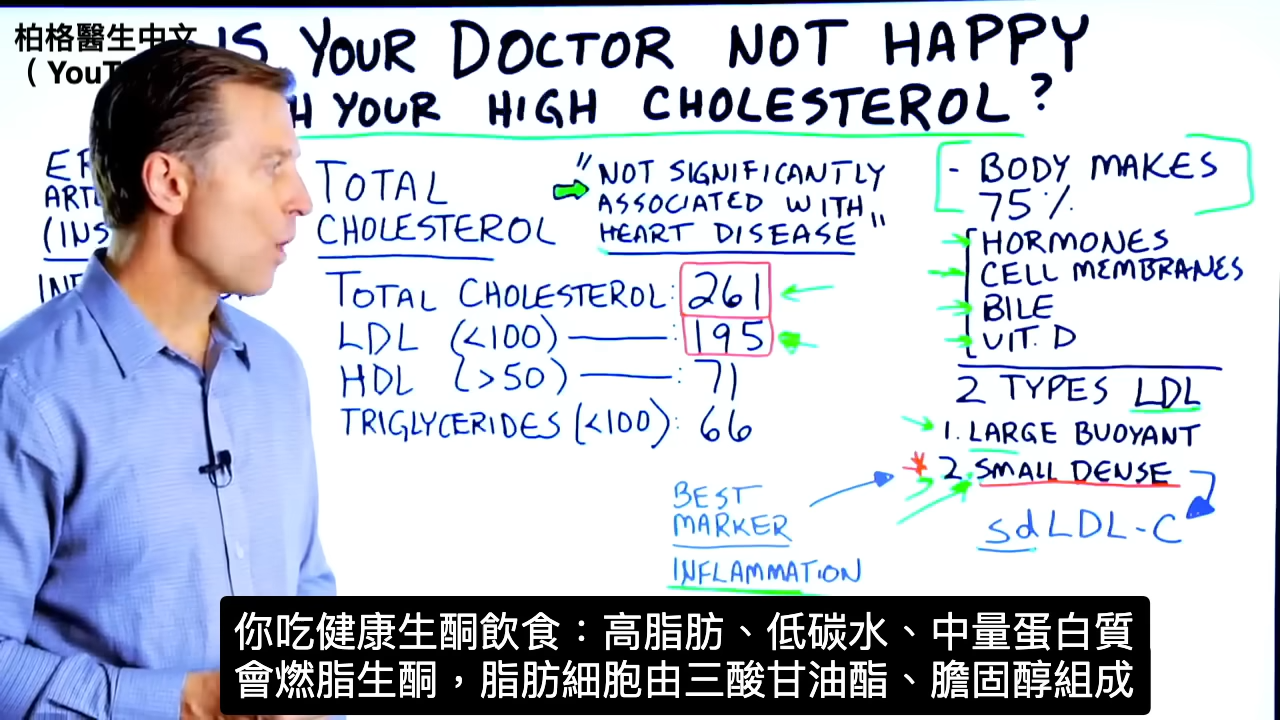 柏格醫生中文
IS YOUR DOCTOR NOT HAPPY
H YOUR HIGH CHOLESTEROL?
TOTAL
CHOLESTEROL
"NOT SIGNIFICANTLY
ASSOCIATED WITH
HEART DISEASE"
TOTAL CHOLESTEROL: 261
LDL (<100) : 195
HDL (>50) : 71
TRIGLYCERIDES (<100): 66
BEST
MARKER
INFLAMMATION
- BODY MAKES
75%
HORMONES
CELL MEMBRANES
BILE
VIT. D
2 TYPES LDL
1. LARGE BUOYANT
* 2. SMALL DENSE
sdLDL-C
你吃健康生酮飲食：高脂肪、低碳水、中量蛋白質
會燃脂生酮，脂肪細胞由三酸甘油酯、膽固醇組成